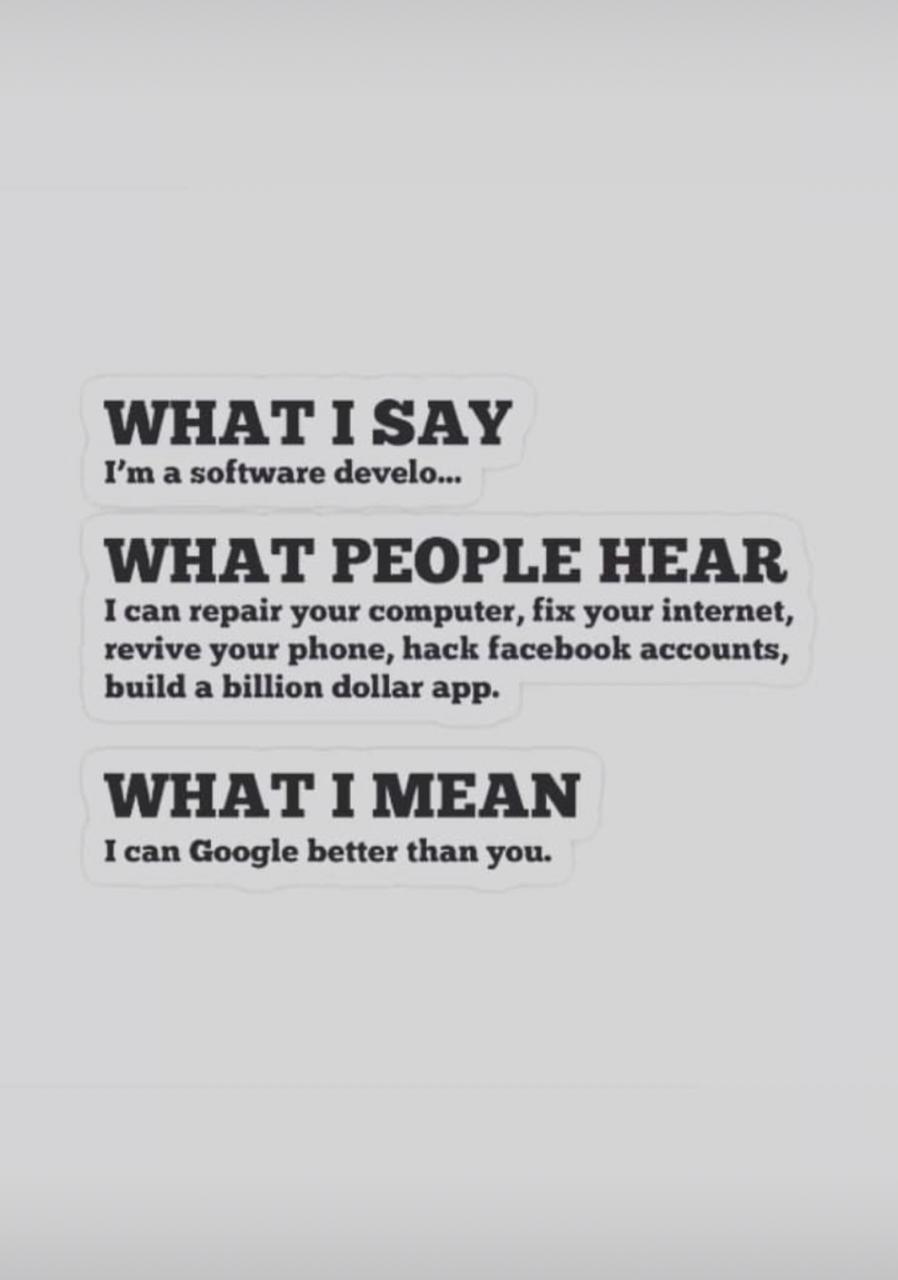 WHAT I SAY
I'm a software develo...
WHAT PEOPLE HEAR
I can repair your computer, fix your internet,
revive your phone, hack facebook accounts,
build a billion dollar app.
WHAT I MEAN
I can Google better than you.